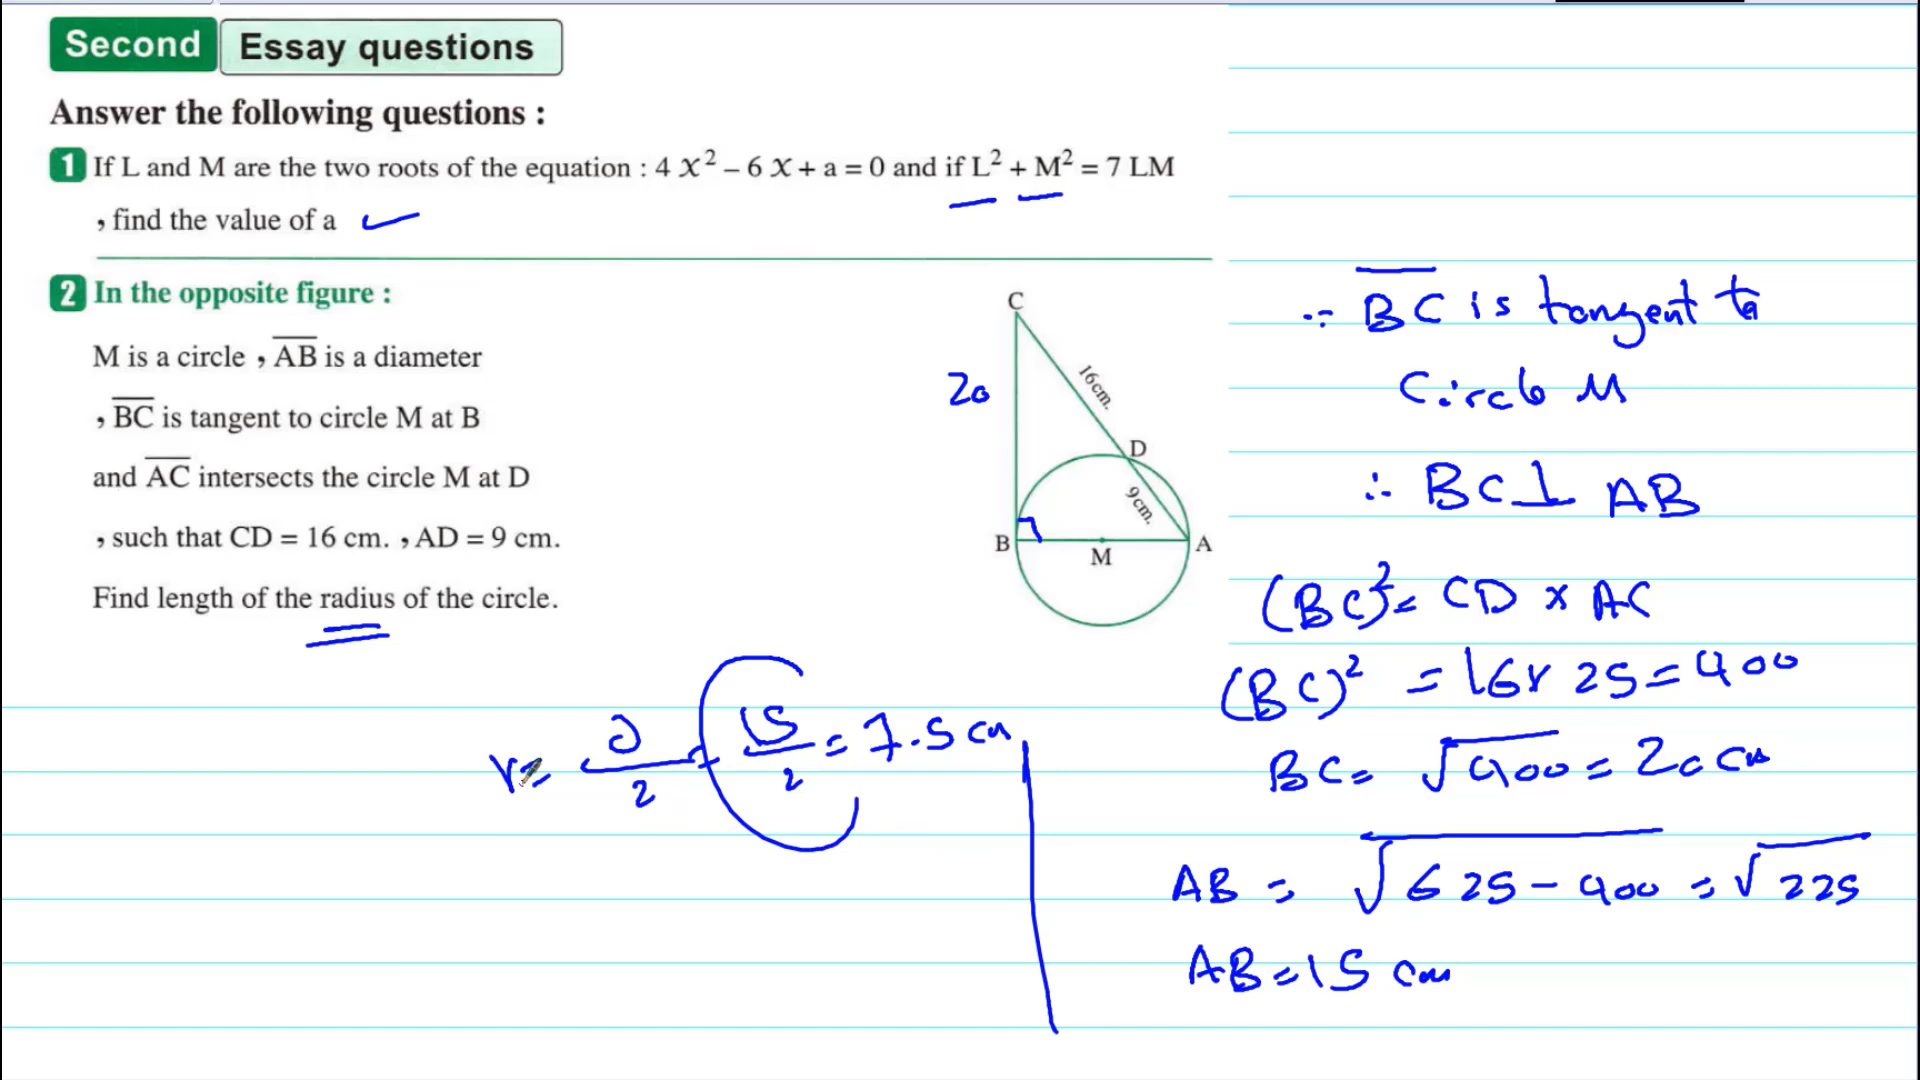 Second Essay questions
Answer the following questions :
1 If L and M are the two roots of the equation : 4 x² – 6 x + a = 0 and if L² + M² = 7 LM
, find the value of a
2 In the opposite figure :
M is a circle , AB is a diameter
, BC is tangent to circle M at B
and AC intersects the circle M at D
, such that CD = 16 cm. , AD = 9 cm.
Find length of the radius of the circle.
C
20
16 cm.
D
9 cm.
B
M
A
∵ BC is tangent to
Circle M
∴ BC ⊥ AB
(BC)² = CD × AC
(BC)² = 16 × 25 = 400
BC = √400 = 20 cm
AB = √625 – 400 = √225
AB = 15 cm
r = 2 = 15/2 = 7.5 cm